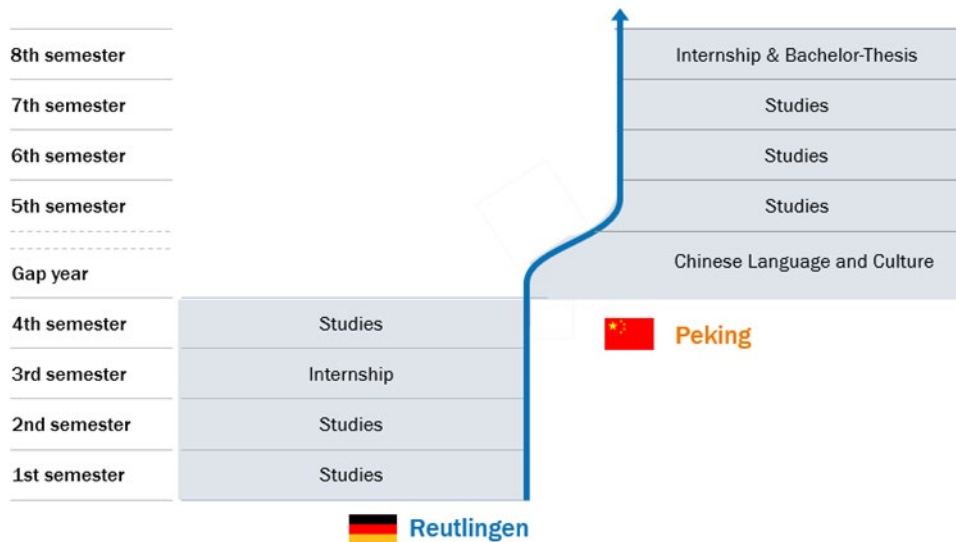 8th semester
Internship & Bachelor-Thesis
7th semester
Studies
6th semester
Studies
5th semester
Studies
Gap year
Chinese Language and Culture
4th semester
Studies
Peking
3rd semester
Internship
2nd semester
Studies
1st semester
Studies
Reutlingen